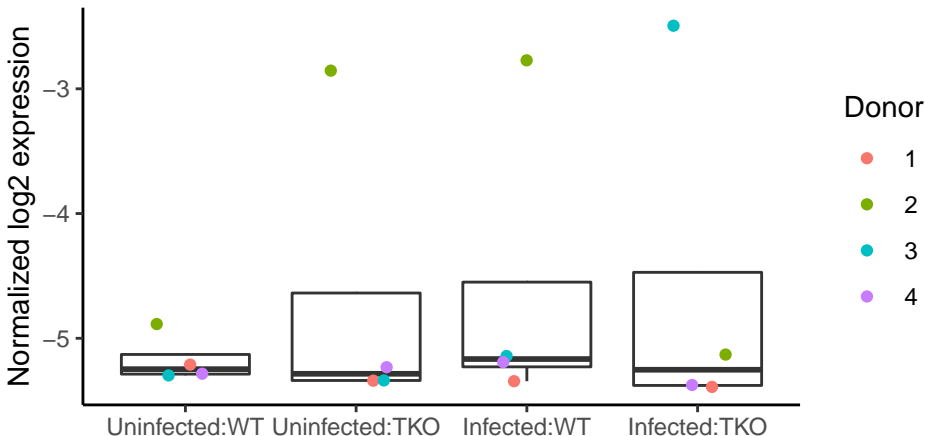 Normalized log2 expression
−3
−4
−5
Uninfected:WT
Uninfected:TKO
Infected:WT
Infected:TKO
Donor
1
2
3
4